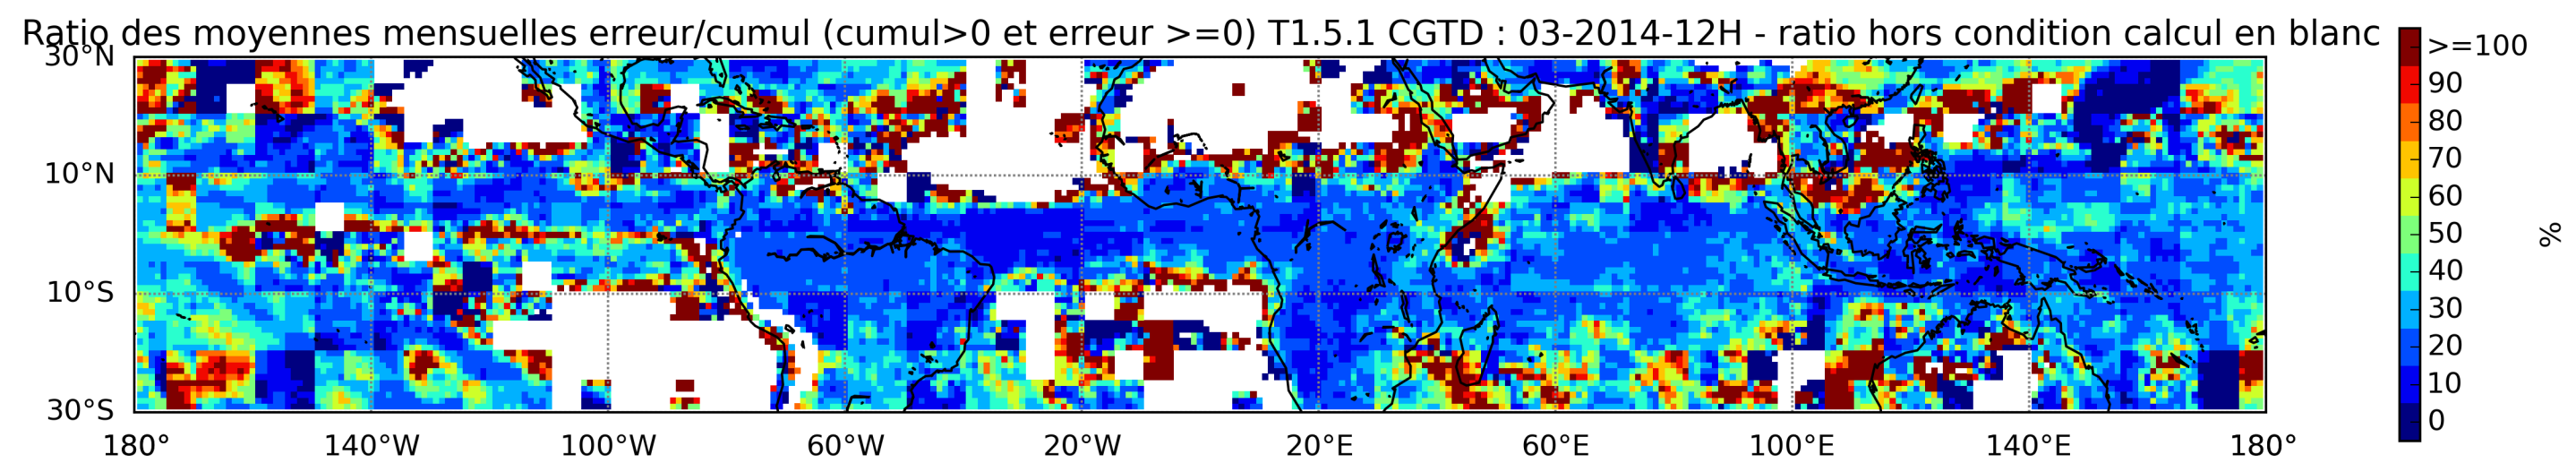 Ratio des moyennes mensuelles erreur/cumul (cumul>0 et erreur >=0) T1.5.1 CGTD : 03-2014-12H - ratio hors condition calcul en blanc
30°N
10°N
10°S
30°S
180° 140°W 100°W 60°W 20°W 20°E 60°E 100°E 140°E 180°
>=100
90
80
70
60
50
40
30
20
10
0
%